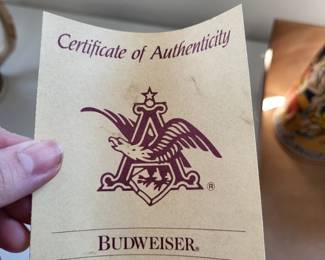 Certificate of Authenticity
A
®
BUDWEISER®